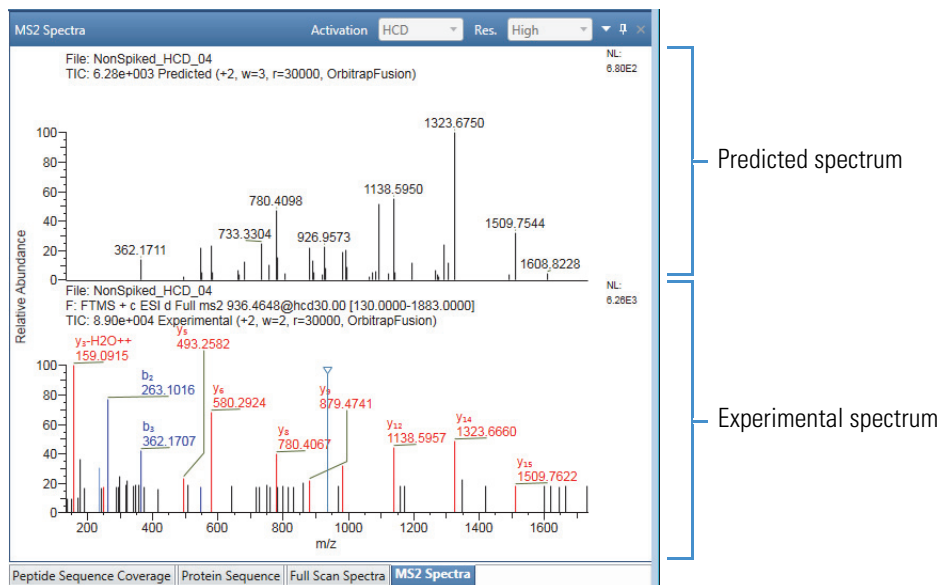 MS2 Spectra Activation HCD Res. High
File: NonSpiked_HCD_04
TIC: 6.28e+003 Predicted (+2, w=3, r=30000, OrbitrapFusion)
NL:
6.80E2
1323.6750
100
80
60
40
20
0
1138.5950
780.4098
733.3304
926.9573
362.1711
1509.7544
1608.8228
Predicted spectrum
Relative Abundance
File: NonSpiked_HCD_04
F: FTMS + c ESI d Full ms2 936.4648@hcd30.00 [130.0000-1883.0000]
TIC: 8.90e+004 Experimental (+2, w=2, r=30000, OrbitrapFusion)
NL:
6.26E3
y₃-H2O++
159.0915
y₅
493.2582
100
80
60
40
20
0
b₂
263.1016
b₃
362.1707
y₆
580.2924
y₈
780.4067
y₉
879.4741
y₁₂
1138.5957
y₁₄
1323.6660
y₁₅
1509.7622
200 400 600 800 1000 1200 1400 1600
m/z
Experimental spectrum
Peptide Sequence Coverage Protein Sequence Full Scan Spectra MS2 Spectra